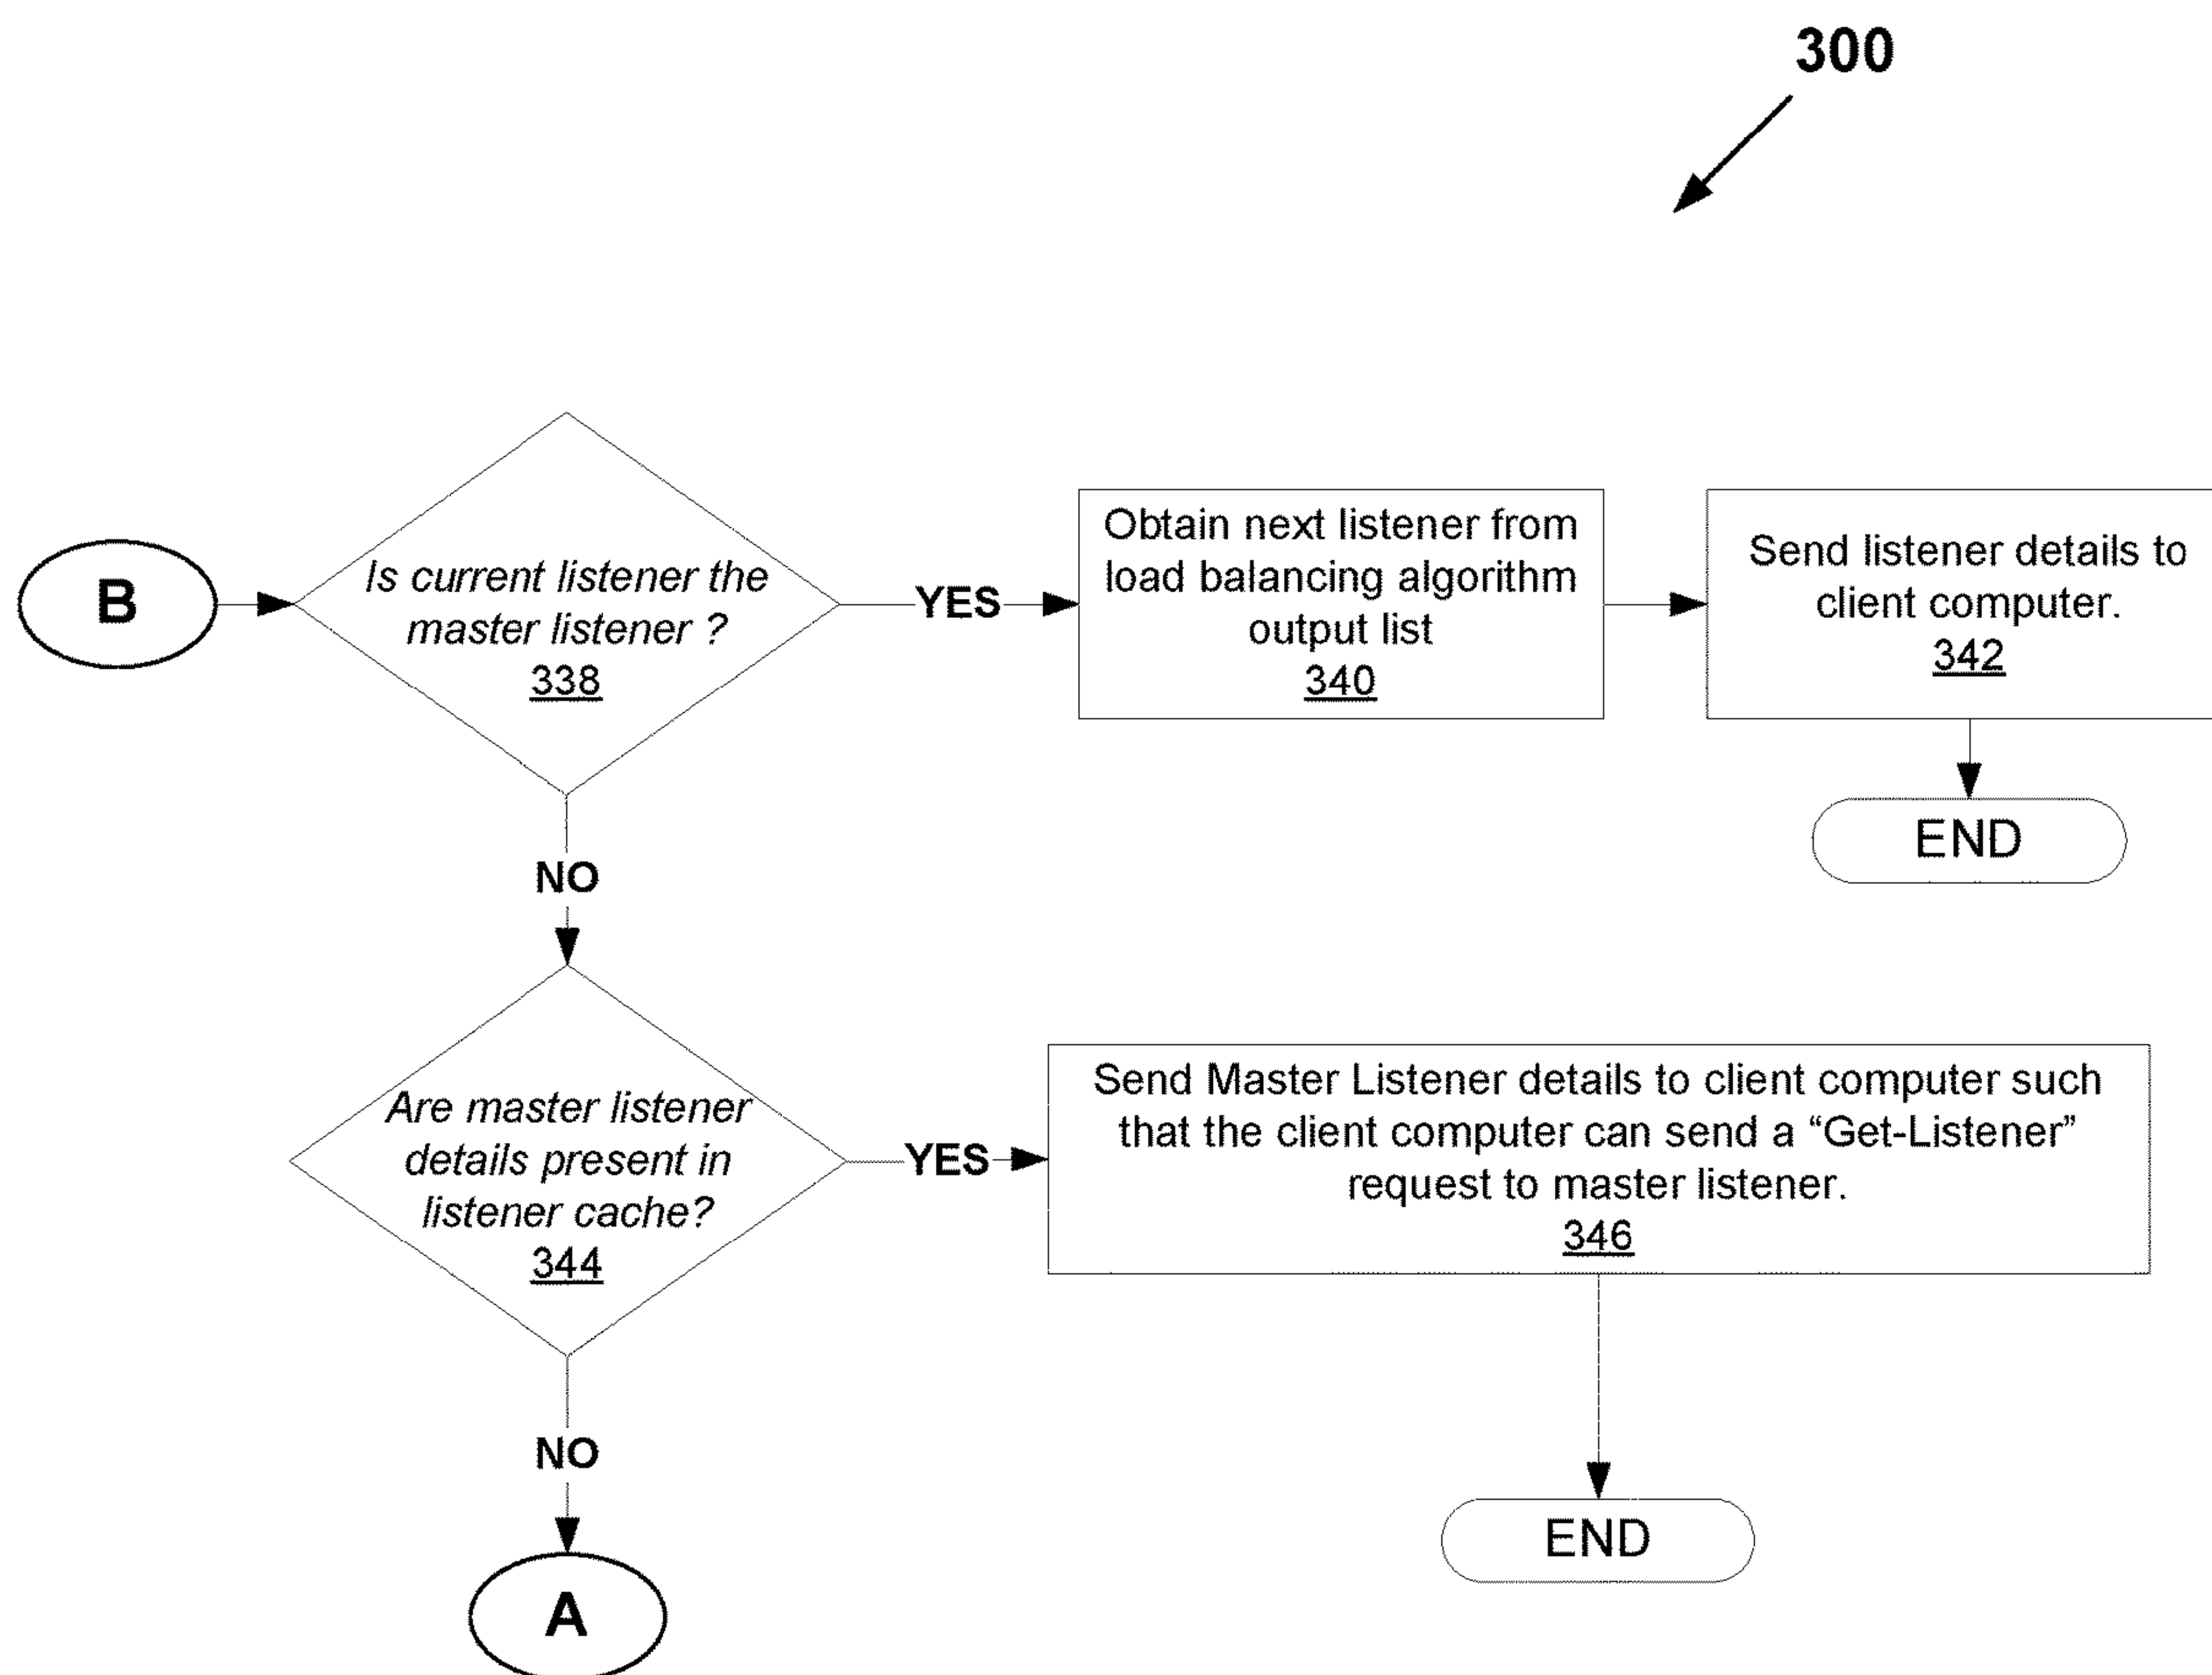 300
B
Is current listener the
master listener ?
338
YES
Obtain next listener from
load balancing algorithm
output list
340
Send listener details to
client computer.
342
END
NO
Are master listener
details present in
listener cache?
344
YES
Send Master Listener details to client computer such
that the client computer can send a “Get-Listener”
request to master listener.
346
END
NO
A